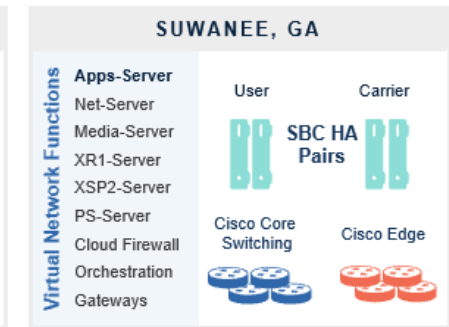 SUWANEE, GA
Virtual Network Functions
Apps-Server
Net-Server
Media-Server
XR1-Server
XSP2-Server
PS-Server
Cloud Firewall
Orchestration
Gateways
User
Carrier
SBC HA
Pairs
Cisco Core
Switching
Cisco Edge